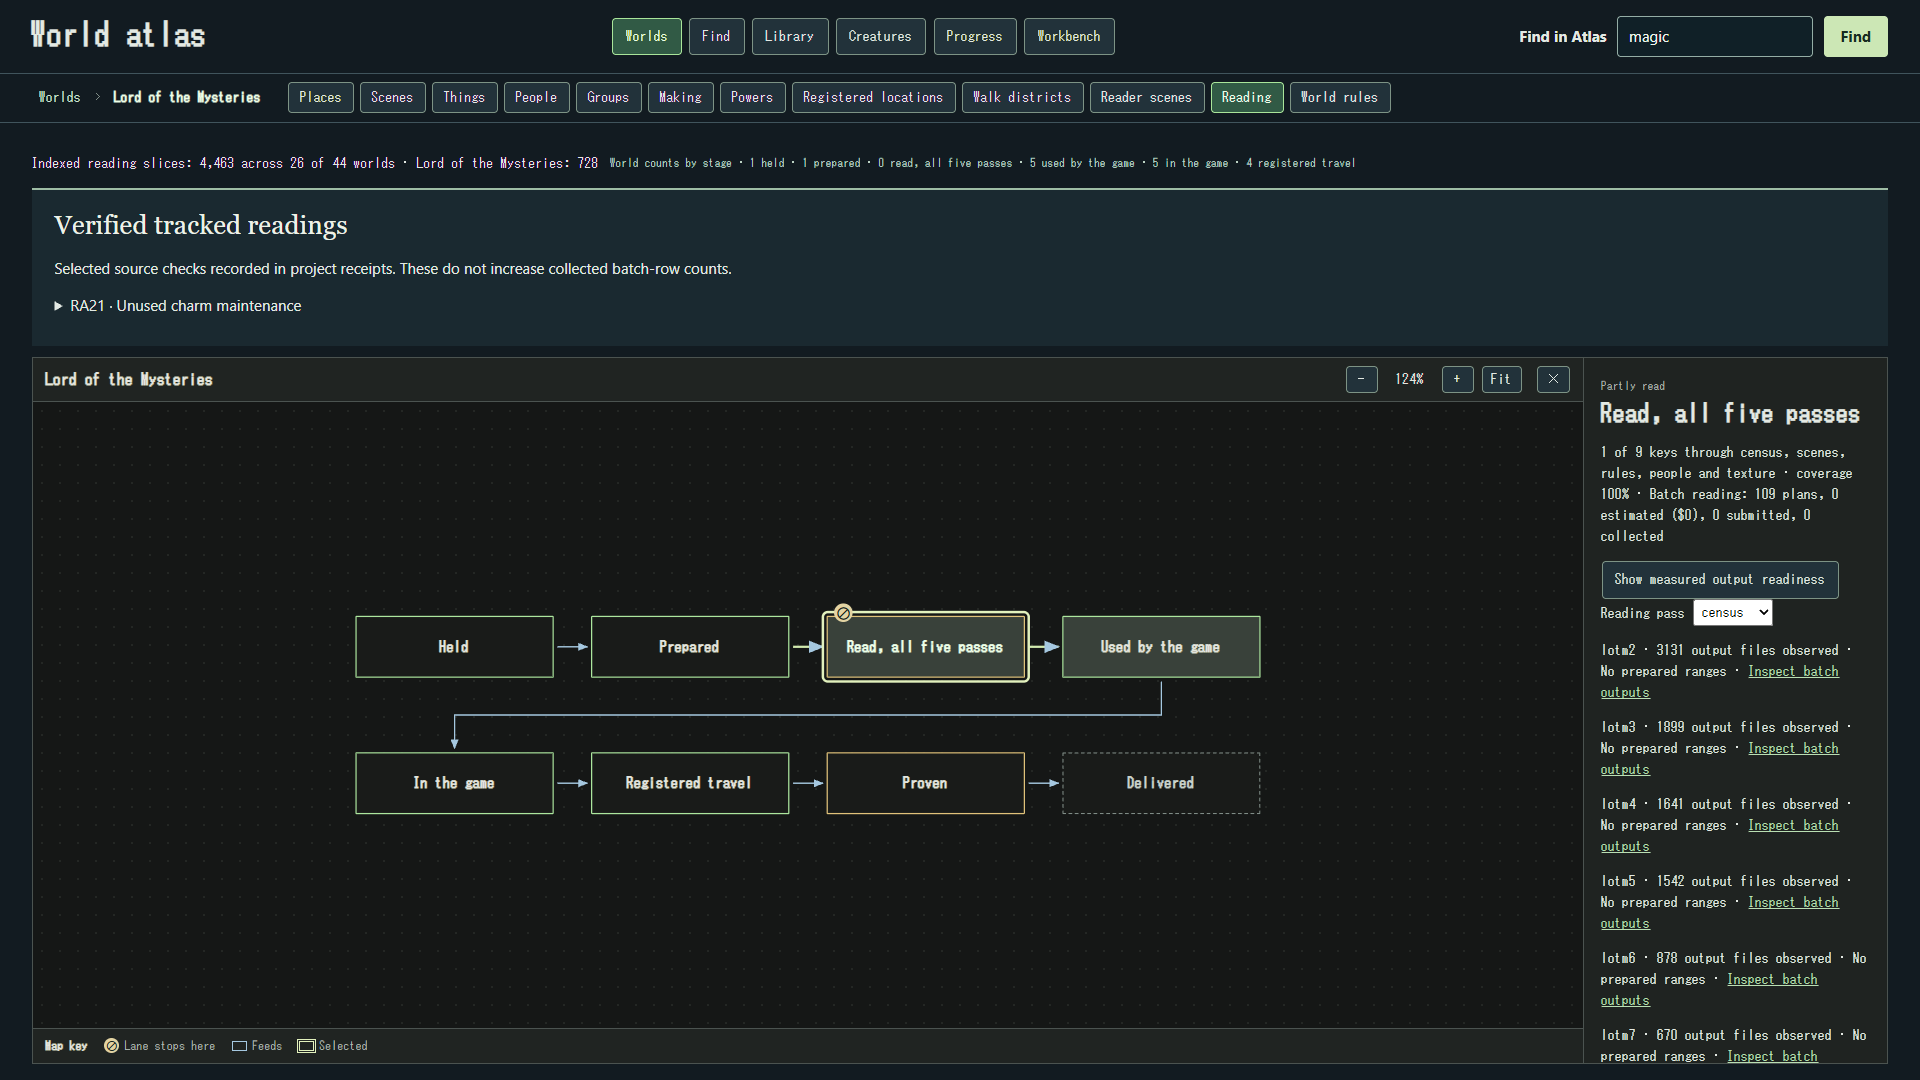 World atlas
Worlds
Find
Library
Creatures
Progress
Workbench
Find in Atlas
magic
Find
Worlds > Lord of the Mysteries
Places
Scenes
Things
People
Groups
Making
Powers
Registered locations
Walk districts
Reader scenes
Reading
World rules
Indexed reading slices: 4,463 across 26 of 44 worlds · Lord of the Mysteries: 728
World counts by stage · 1 held · 1 prepared · 0 read, all five passes · 5 used by the game · 5 in the game · 4 registered travel
Verified tracked readings
Selected source checks recorded in project receipts. These do not increase collected batch-row counts.
RA21 · Unused charm maintenance
Lord of the Mysteries
-
124%
+
Fit
×
Held
Prepared
Read, all five passes
Used by the game
In the game
Registered travel
Proven
Delivered
Map key
Lane stops here
Feeds
Selected
Partly read
Read, all five passes
1 of 9 keys through census, scenes,
rules, people and texture · coverage
100% · Batch reading: 109 plans, 0
estimated ($0), 0 submitted, 0
collected
Show measured output readiness
Reading pass census
lotm2 · 3131 output files observed ·
No prepared ranges · Inspect batch
outputs
lotm3 · 1899 output files observed ·
No prepared ranges · Inspect batch
outputs
lotm4 · 1641 output files observed ·
No prepared ranges · Inspect batch
outputs
lotm5 · 1542 output files observed ·
No prepared ranges · Inspect batch
outputs
lotm6 · 878 output files observed · No
prepared ranges · Inspect batch
outputs
lotm7 · 670 output files observed · No
prepared ranges · Inspect batch